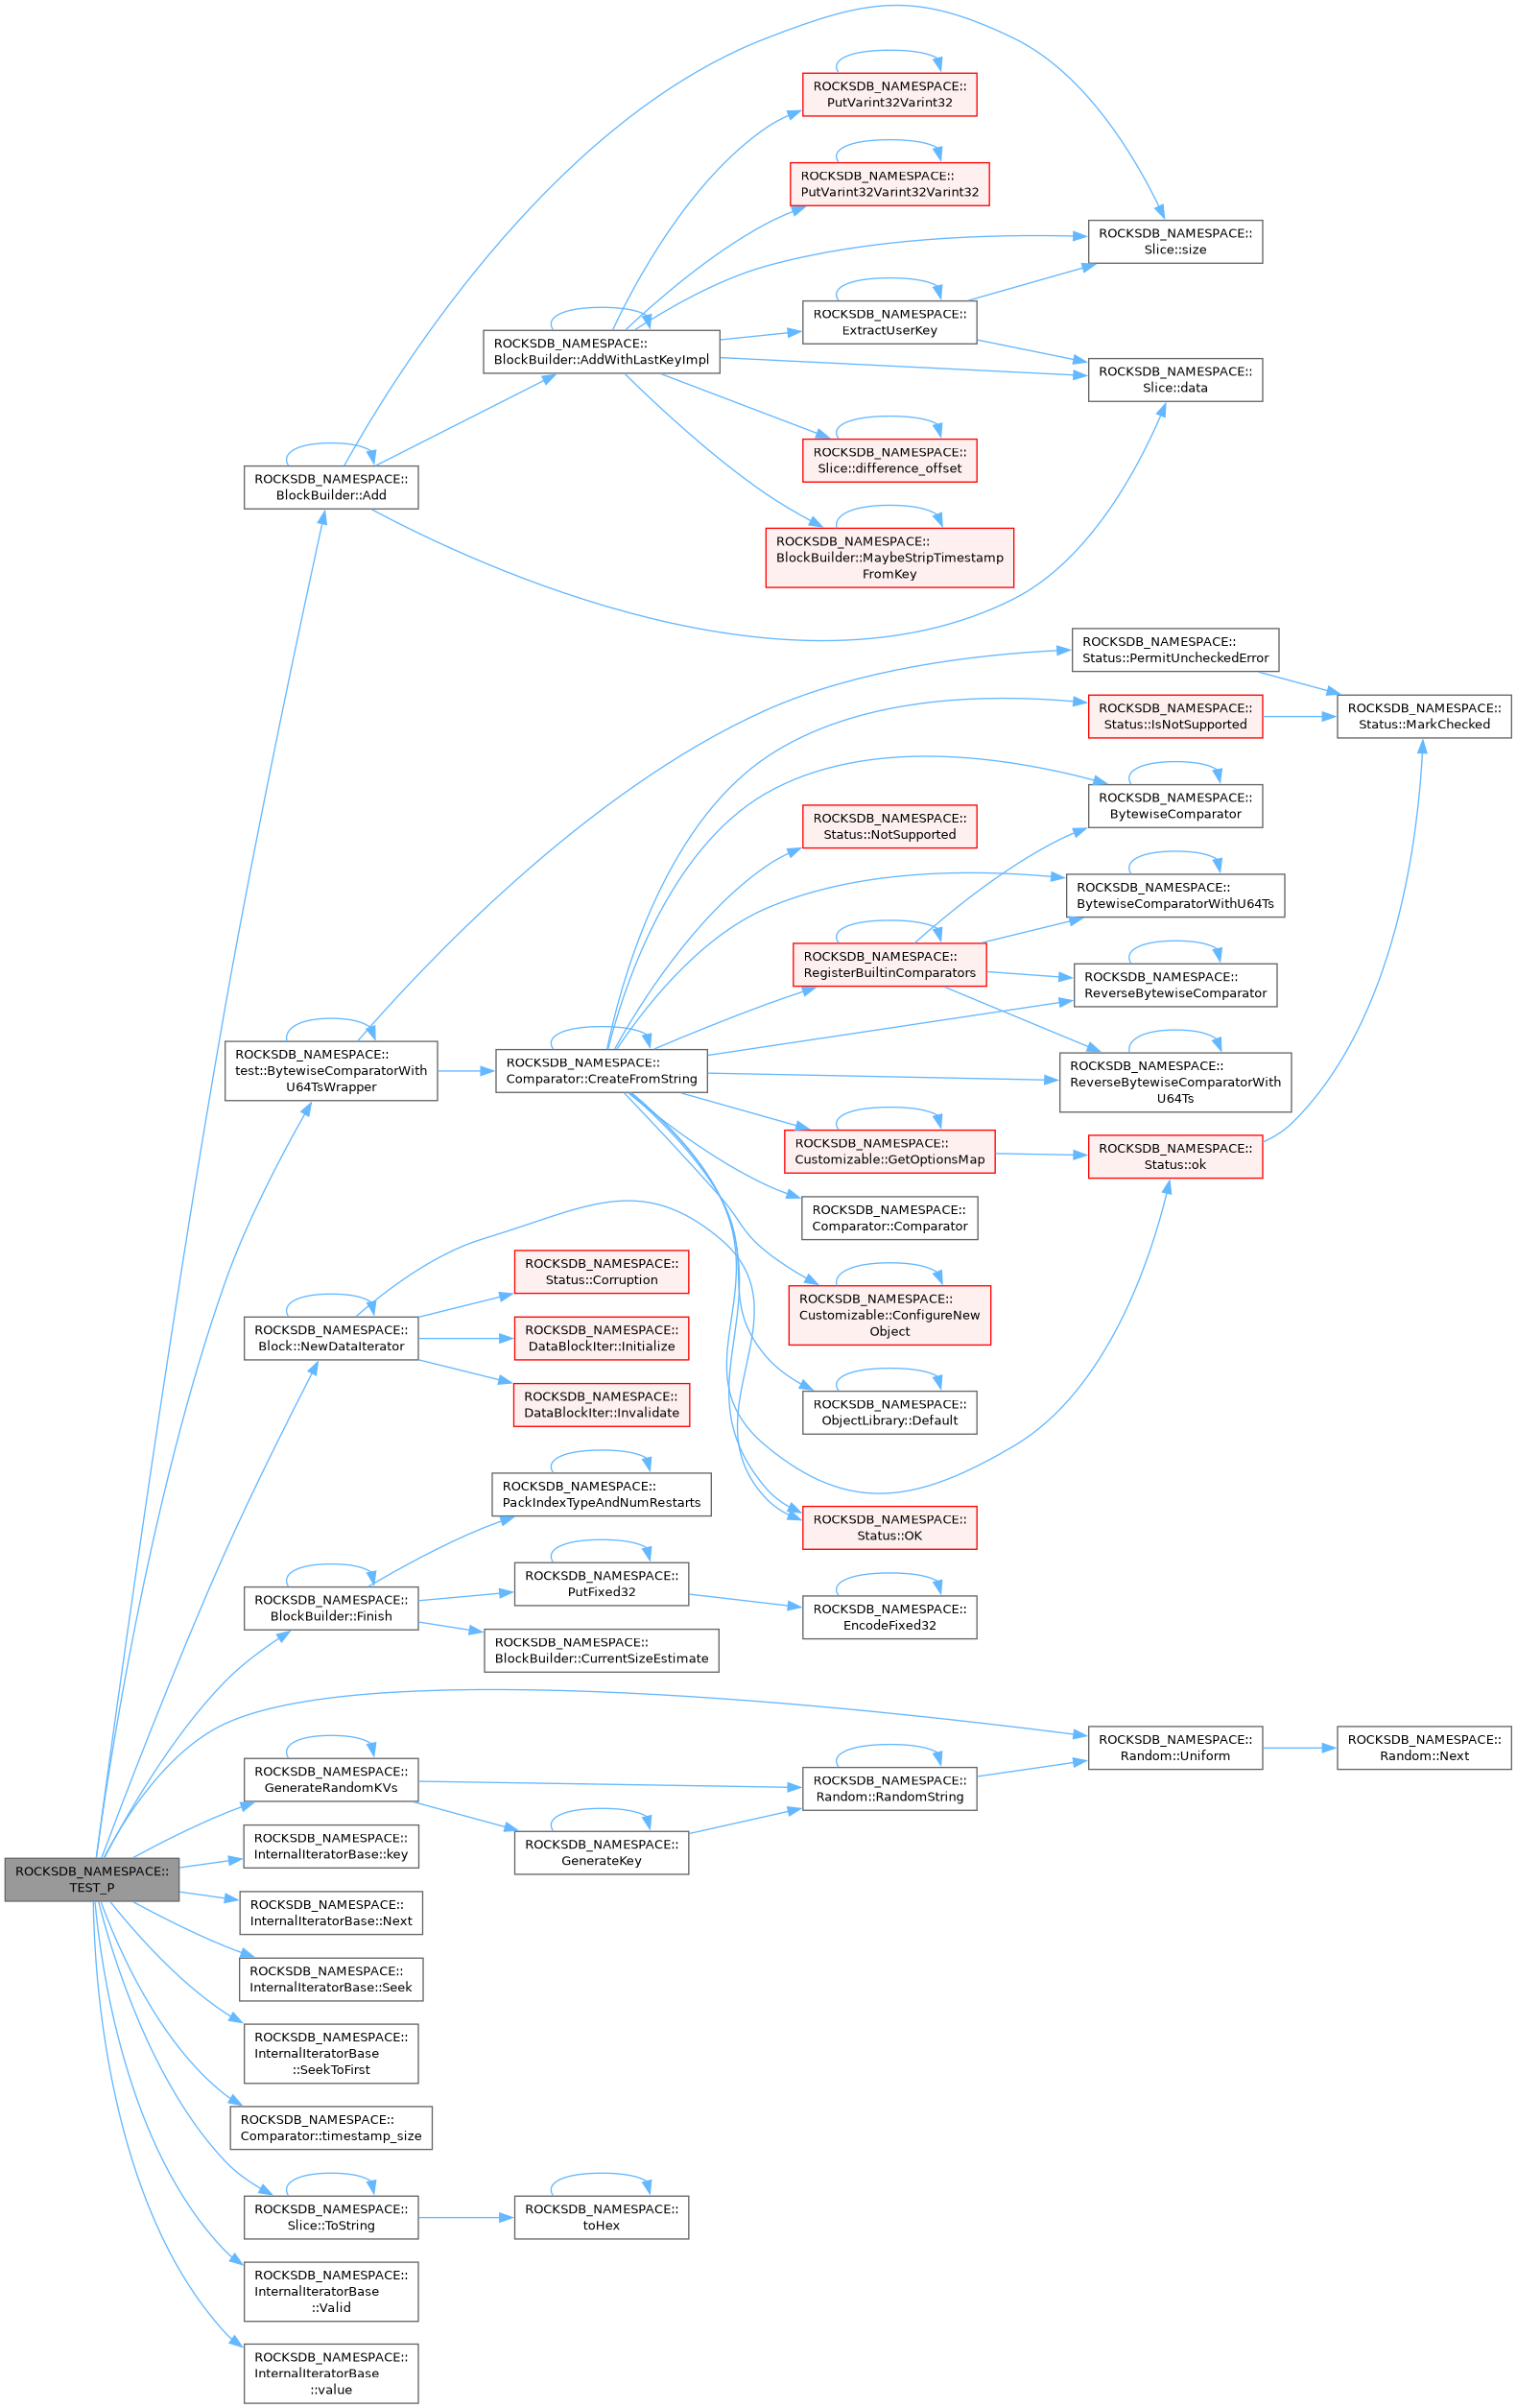 ROCKSDB_NAMESPACE::
PutVarint32Varint32
ROCKSDB_NAMESPACE::
PutVarint32Varint32Varint32
ROCKSDB_NAMESPACE::
Slice::size
ROCKSDB_NAMESPACE::
ExtractUserKey
ROCKSDB_NAMESPACE::
BlockBuilder::AddWithLastKeyImpl
ROCKSDB_NAMESPACE::
Slice::data
ROCKSDB_NAMESPACE::
Slice::difference_offset
ROCKSDB_NAMESPACE::
BlockBuilder::Add
ROCKSDB_NAMESPACE::
BlockBuilder::MaybeStripTimestamp
FromKey
ROCKSDB_NAMESPACE::
Status::PermitUncheckedError
ROCKSDB_NAMESPACE::
Status::IsNotSupported
ROCKSDB_NAMESPACE::
Status::MarkChecked
ROCKSDB_NAMESPACE::
BytewiseComparator
ROCKSDB_NAMESPACE::
Status::NotSupported
ROCKSDB_NAMESPACE::
BytewiseComparatorWithU64Ts
ROCKSDB_NAMESPACE::
RegisterBuiltinComparators
ROCKSDB_NAMESPACE::
ReverseBytewiseComparator
ROCKSDB_NAMESPACE::
test::BytewiseComparatorWith
U64TsWrapper
ROCKSDB_NAMESPACE::
Comparator::CreateFromString
ROCKSDB_NAMESPACE::
ReverseBytewiseComparatorWith
U64Ts
ROCKSDB_NAMESPACE::
Customizable::GetOptionsMap
ROCKSDB_NAMESPACE::
Status::ok
ROCKSDB_NAMESPACE::
Comparator::Comparator
ROCKSDB_NAMESPACE::
Status::Corruption
ROCKSDB_NAMESPACE::
Customizable::ConfigureNew
Object
ROCKSDB_NAMESPACE::
Block::NewDataIterator
ROCKSDB_NAMESPACE::
DataBlockIter::Initialize
ROCKSDB_NAMESPACE::
DataBlockIter::Invalidate
ROCKSDB_NAMESPACE::
ObjectLibrary::Default
ROCKSDB_NAMESPACE::
PackIndexTypeAndNumRestarts
ROCKSDB_NAMESPACE::
Status::OK
ROCKSDB_NAMESPACE::
PutFixed32
ROCKSDB_NAMESPACE::
BlockBuilder::Finish
ROCKSDB_NAMESPACE::
EncodeFixed32
ROCKSDB_NAMESPACE::
BlockBuilder::CurrentSizeEstimate
ROCKSDB_NAMESPACE::
Random::Uniform
ROCKSDB_NAMESPACE::
Random::Next
ROCKSDB_NAMESPACE::
GenerateRandomKVs
ROCKSDB_NAMESPACE::
Random::RandomString
ROCKSDB_NAMESPACE::
InternalIteratorBase::key
ROCKSDB_NAMESPACE::
GenerateKey
ROCKSDB_NAMESPACE::
TEST_P
ROCKSDB_NAMESPACE::
InternalIteratorBase::Next
ROCKSDB_NAMESPACE::
InternalIteratorBase::Seek
ROCKSDB_NAMESPACE::
InternalIteratorBase
::SeekToFirst
ROCKSDB_NAMESPACE::
Comparator::timestamp_size
ROCKSDB_NAMESPACE::
Slice::ToString
ROCKSDB_NAMESPACE::
toHex
ROCKSDB_NAMESPACE::
InternalIteratorBase
::Valid
ROCKSDB_NAMESPACE::
InternalIteratorBase
::value